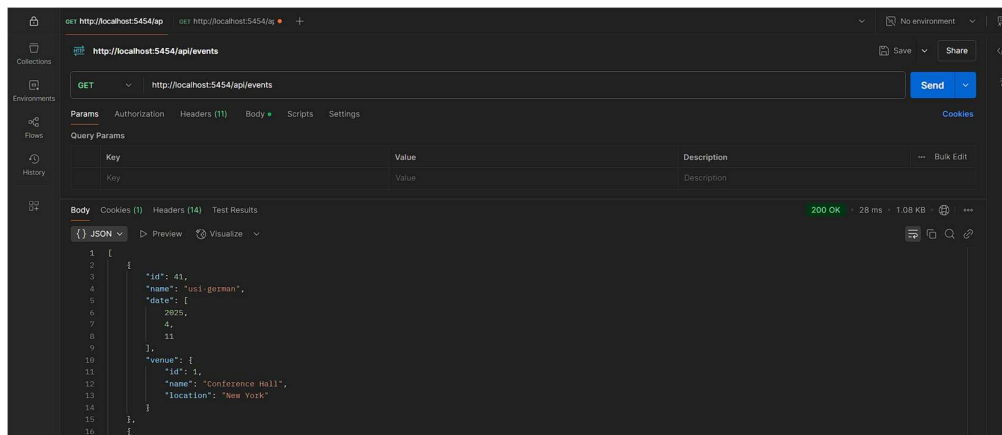 GET http://localhost:5454/ap GET http://localhost:5454/ap No environment
http://localhost:5454/api/events Save Share
Collections
GET http://localhost:5454/api/events Send
Environments
Params Authorization Headers (11) Body Scripts Settings Cookies
Flows
Query Params
Key Value Description Bulk Edit
History
Key Value Description
Body Cookies (1) Headers (14) Test Results 200 OK 28 ms 1.08 KB
{} JSON Preview Visualize
1 [
2 {
3 "id": 41,
4 "name": "usi-german",
5 "date": [
6 2025,
7 4,
8 11
9 ],
10 "venue": {
11 "id": 1,
12 "name": "Conference Hall",
13 "location": "New York"
14 }
15 },
16 {